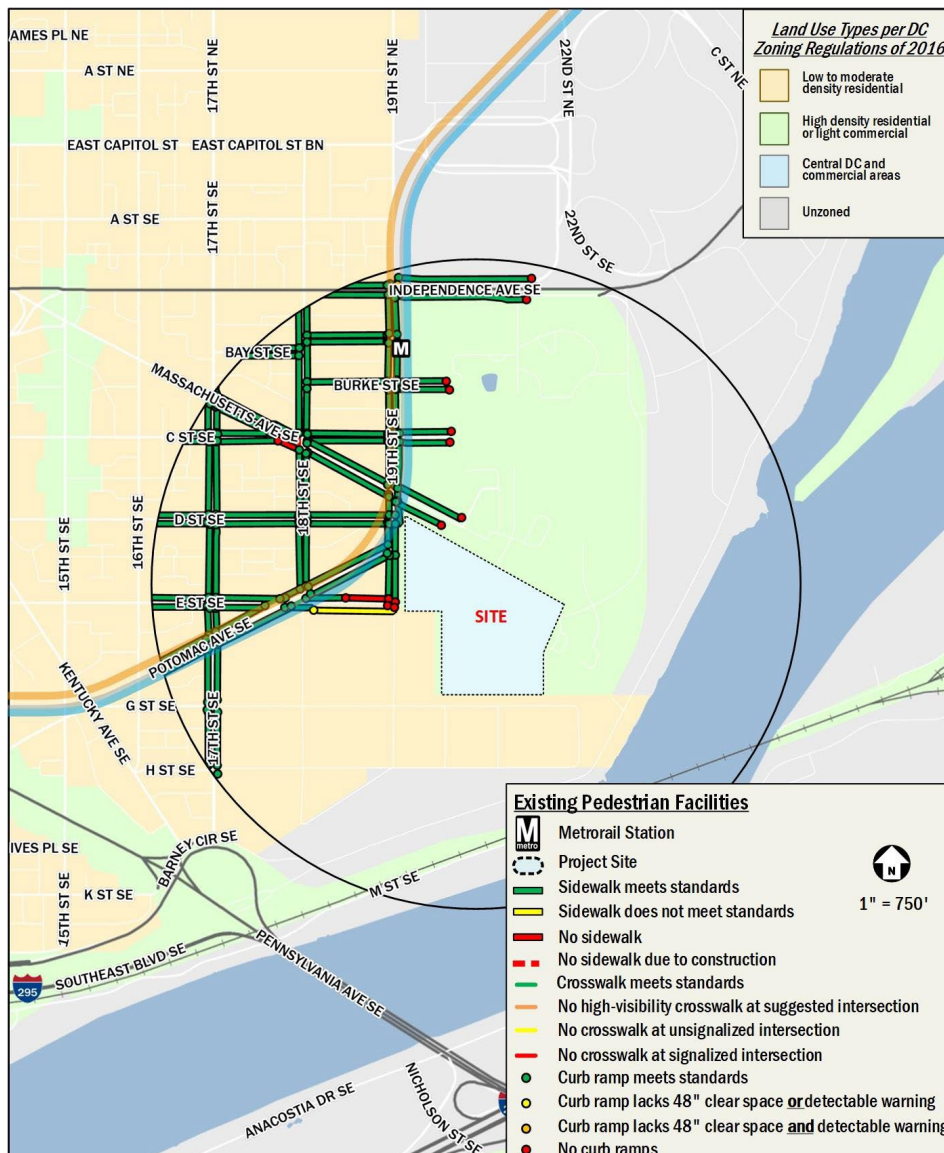 AMES PL NE
A ST NE
17TH ST NE
19TH ST NE
22ND ST NE
C ST NE
Land Use Types per DC
Zoning Regulations of 2016
Low to moderate
density residential
High density residential
or light commercial
Central DC and
commercial areas
Unzoned
EAST CAPITOL ST
EAST CAPITOL ST BN
A ST SE
17TH ST SE
22ND ST SE
INDEPENDENCE AVE SE
M
BAY ST SE
MASSACHUSETTS AVE SE
BURKE ST SE
C ST SE
19TH ST SE
18TH ST SE
D ST SE
15TH ST SE
16TH ST SE
E ST SE
SITE
POTOMAC AVE SE
KENTUCKY AVE SE
G ST SE
17TH ST SE
H ST SE
IVES PL SE
BARNEY CIR SE
K ST SE
15TH ST SE
M ST SE
SOUTHEAST BLVD SE
295
PENNSYLVANIA AVE SE
ANACOSTIA DR SE
NICHOLSON ST SE
Existing Pedestrian Facilities
M
metro
Metrorail Station
Project Site
Sidewalk meets standards
N
1" = 750'
Sidewalk does not meet standards
No sidewalk
No sidewalk due to construction
Crosswalk meets standards
No high-visibility crosswalk at suggested intersection
No crosswalk at unsignalized intersection
No crosswalk at signalized intersection
Curb ramp meets standards
Curb ramp lacks 48" clear space or detectable warning
Curb ramp lacks 48" clear space and detectable warning
No curb ramps